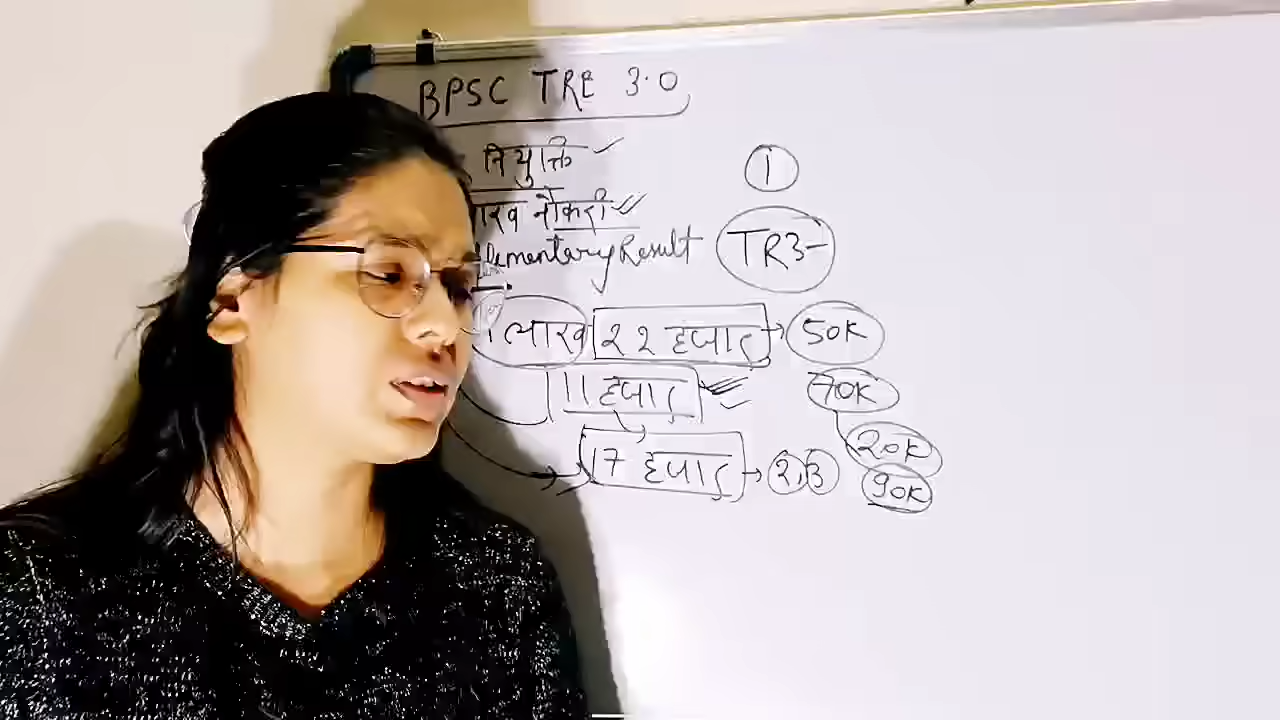 BPSC TRE 3.0
नियुक्ति
1
नौकरी
Result TR3-
1 लाख 22 हजार → 50K
11 हजार 70K
20K
17 हजार → 2,3 90K